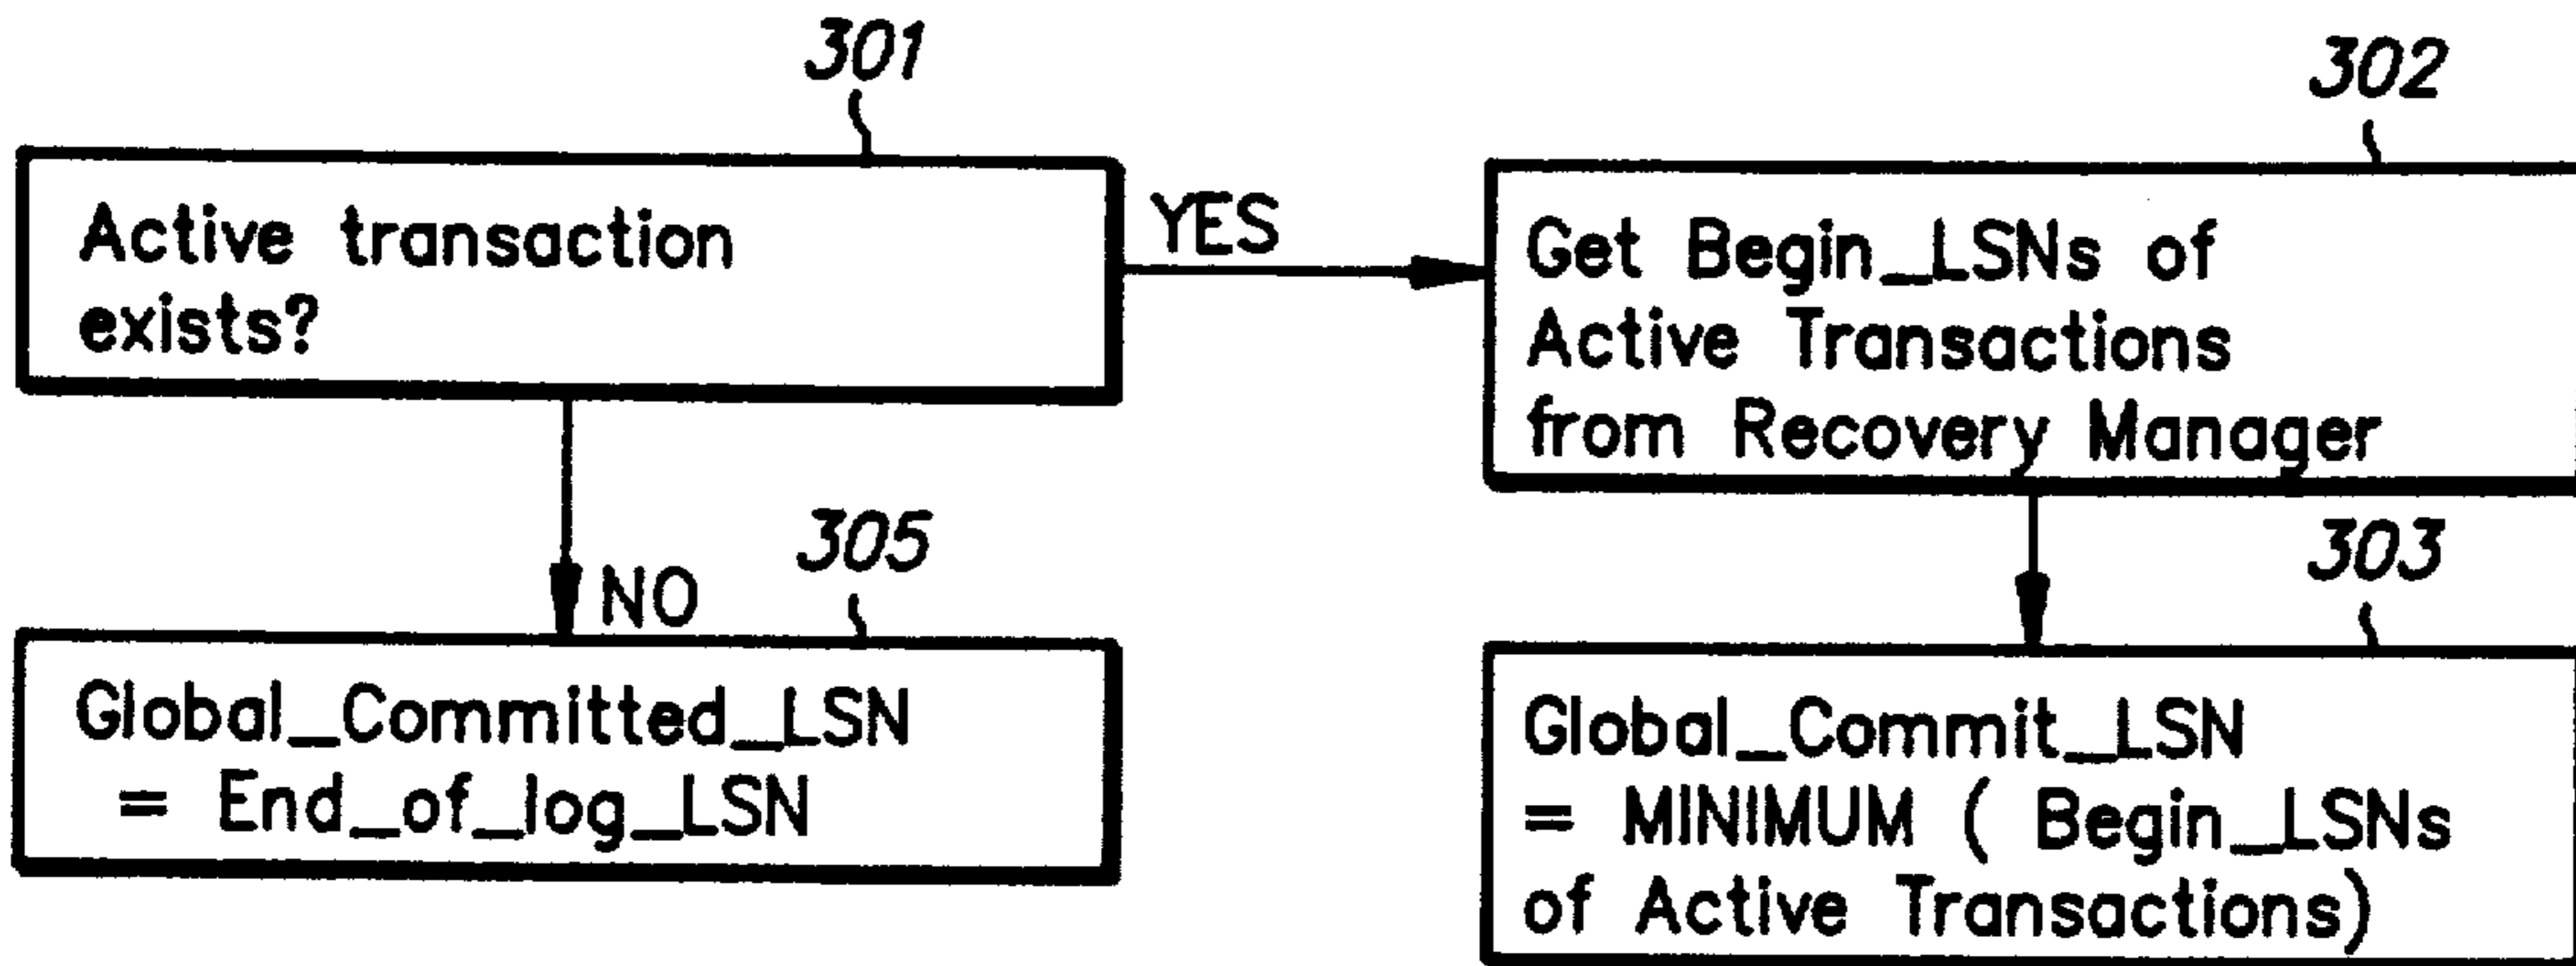 301
Active transaction
exists?
YES
302
Get Begin_LSNs of
Active Transactions
from Recovery Manager
NO
305
Global_Committed_LSN
= End_of_log_LSN
303
Global_Commit_LSN
= MINIMUM ( Begin_LSNs
of Active Transactions)